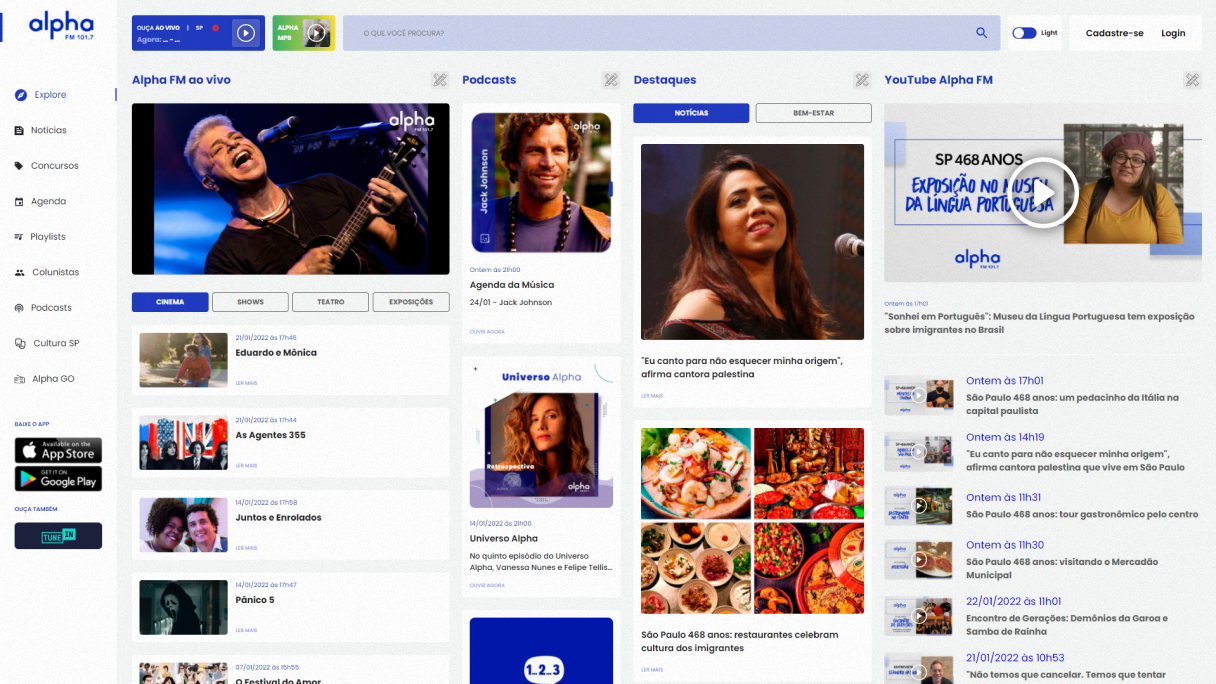 alpha
FM 101.7
Explore
Notícias
Concursos
Agenda
Playlists
Colunistas
Podcasts
Cultura SP
Alpha GO
BAIXE O APP
Available on the
App Store
GET IT ON
Google Play
OUÇA TAMBÉM
TUNE IN
OUÇA AO VIVO | SP
Agora: ... - ...
ALPHA
MPB
O QUE VOCÊ PROCURA?
Light
Cadastre-se
Login
Alpha FM ao vivo
alpha
FM 101.7
CINEMA
SHOWS
TEATRO
EXPOSIÇÕES
21/01/2022 às 17h46
Eduardo e Mônica
LER MAIS
21/01/2022 às 17h44
As Agentes 355
LER MAIS
14/01/2022 às 17h58
Juntos e Enrolados
LER MAIS
14/01/2022 às 17h47
Pânico 5
LER MAIS
07/01/2022 às 15h55
O Festival do Amor
Podcasts
alpha
Jack Johnson
Ontem às 21h00
Agenda da Música
24/01 - Jack Johnson
OUVIR AGORA
Universo Alpha
Retrospectiva
alpha
14/01/2022 às 21h00
Universo Alpha
No quinto episódio do Universo
Alpha, Vanessa Nunes e Felipe Tellis...
OUVIR AGORA
1..2..3
Destaques
NOTÍCIAS
BEM-ESTAR
"Eu canto para não esquecer minha origem",
afirma cantora palestina
LER MAIS
São Paulo 468 anos: restaurantes celebram
cultura dos imigrantes
LER MAIS
YouTube Alpha FM
SP 468 ANOS
EXPOSIÇÃO NO MUSEU
DA LÍNGUA PORTUGUESA
alpha
FM 101.7
Ontem às 17h01
"Sonhei em Português": Museu da Língua Portuguesa tem exposição
sobre imigrantes no Brasil
Ontem às 17h01
São Paulo 468 anos: um pedacinho da Itália na
capital paulista
Ontem às 14h19
"Eu canto para não esquecer minha origem",
afirma cantora palestina que vive em São Paulo
Ontem às 11h31
São Paulo 468 anos: tour gastronômico pelo centro
Ontem às 11h30
São Paulo 468 anos: visitando o Mercadão
Municipal
22/01/2022 às 11h01
Encontro de Gerações: Demônios da Garoa e
Samba de Rainha
21/01/2022 às 10h53
"Não temos que cancelar. Temos que tentar